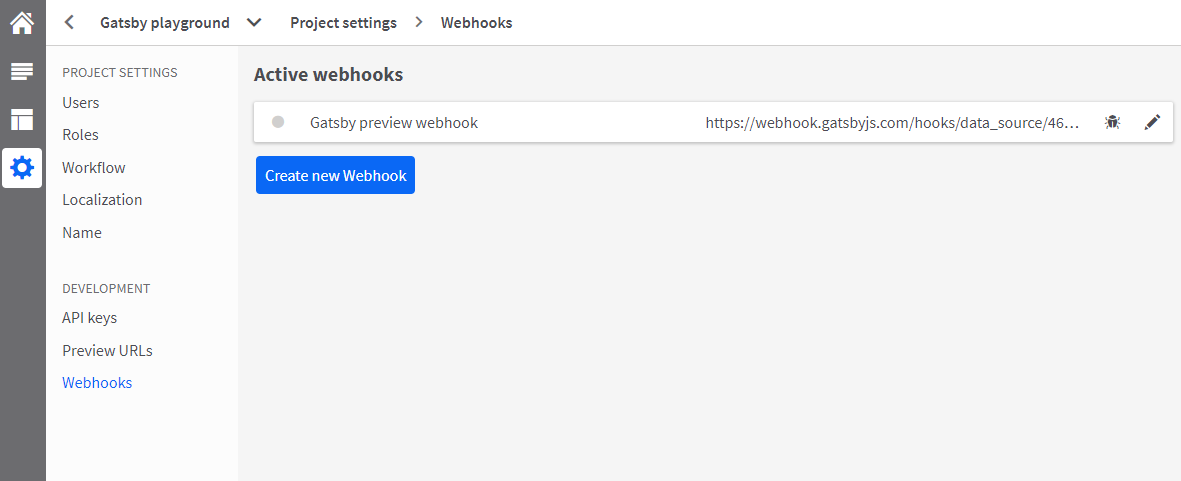 Gatsby playground Project settings > Webhooks
PROJECT SETTINGS
Users
Roles
Workflow
Localization
Name
DEVELOPMENT
API keys
Preview URLs
Webhooks
Active webhooks
Gatsby preview webhook https://webhook.gatsbyjs.com/hooks/data_source/46...
Create new Webhook